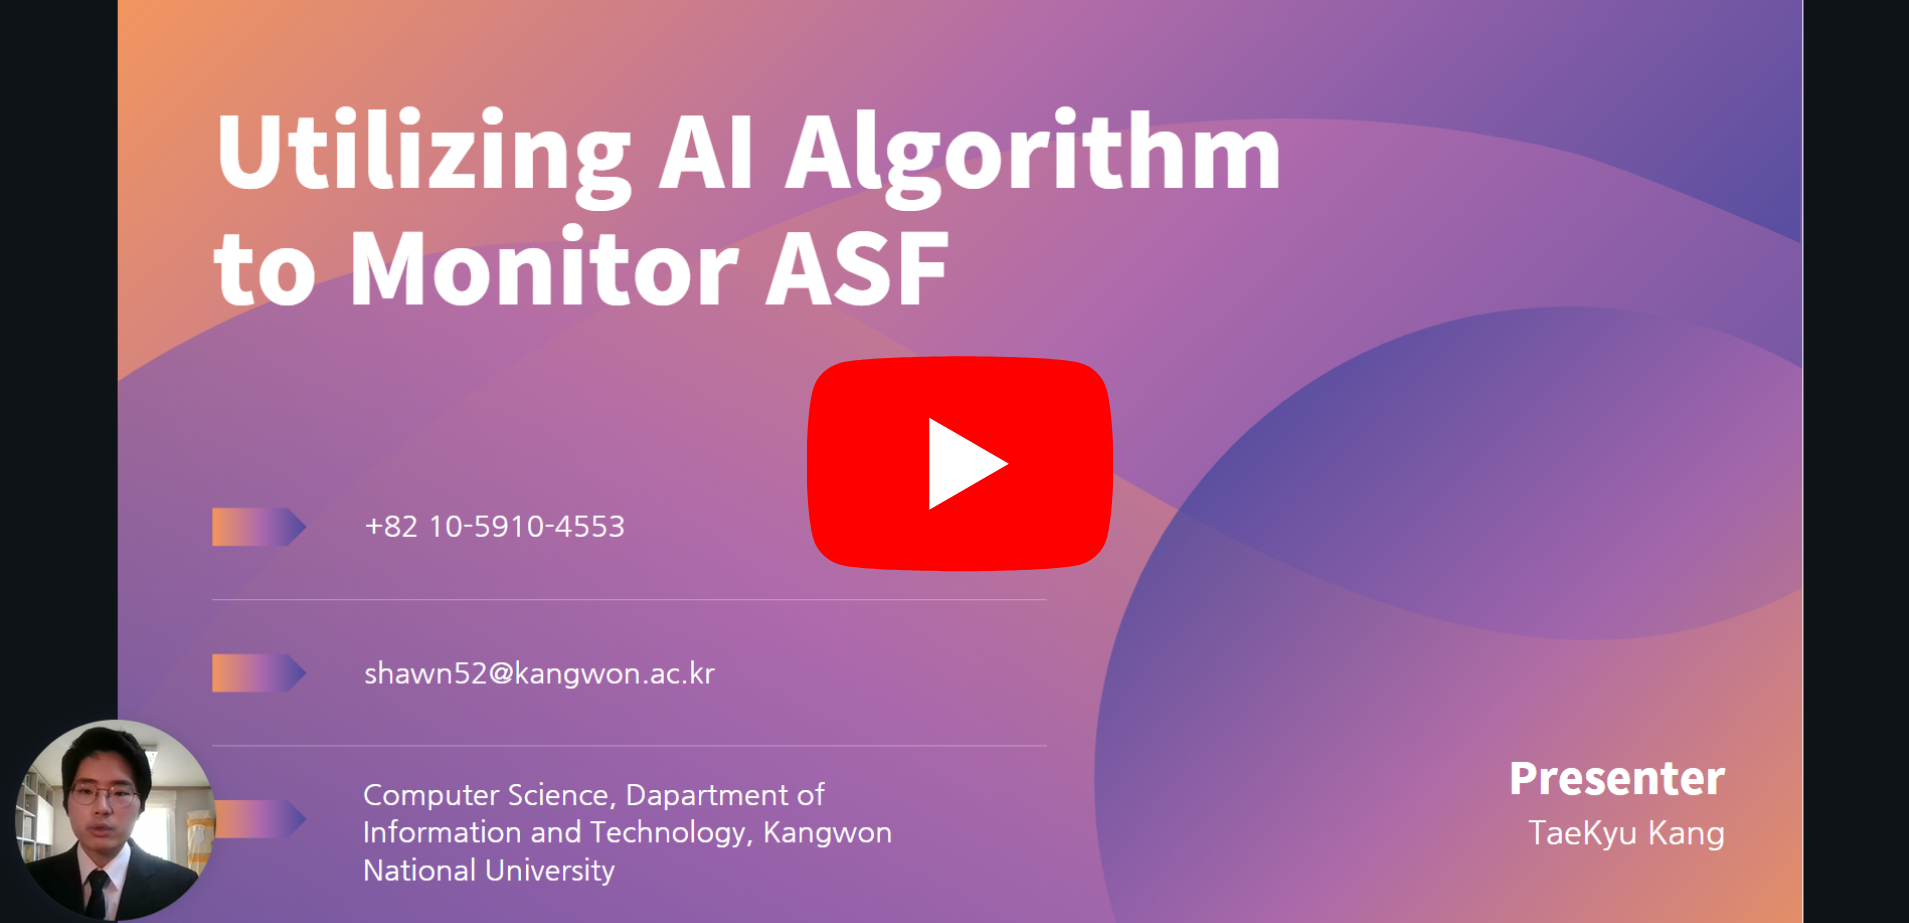 Utilizing AI Algorithm
to Monitor ASF
+82 10-5910-4553
shawn52@kangwon.ac.kr
Computer Science, Dapartment of
Information and Technology, Kangwon
National University
Presenter
TaeKyu Kang